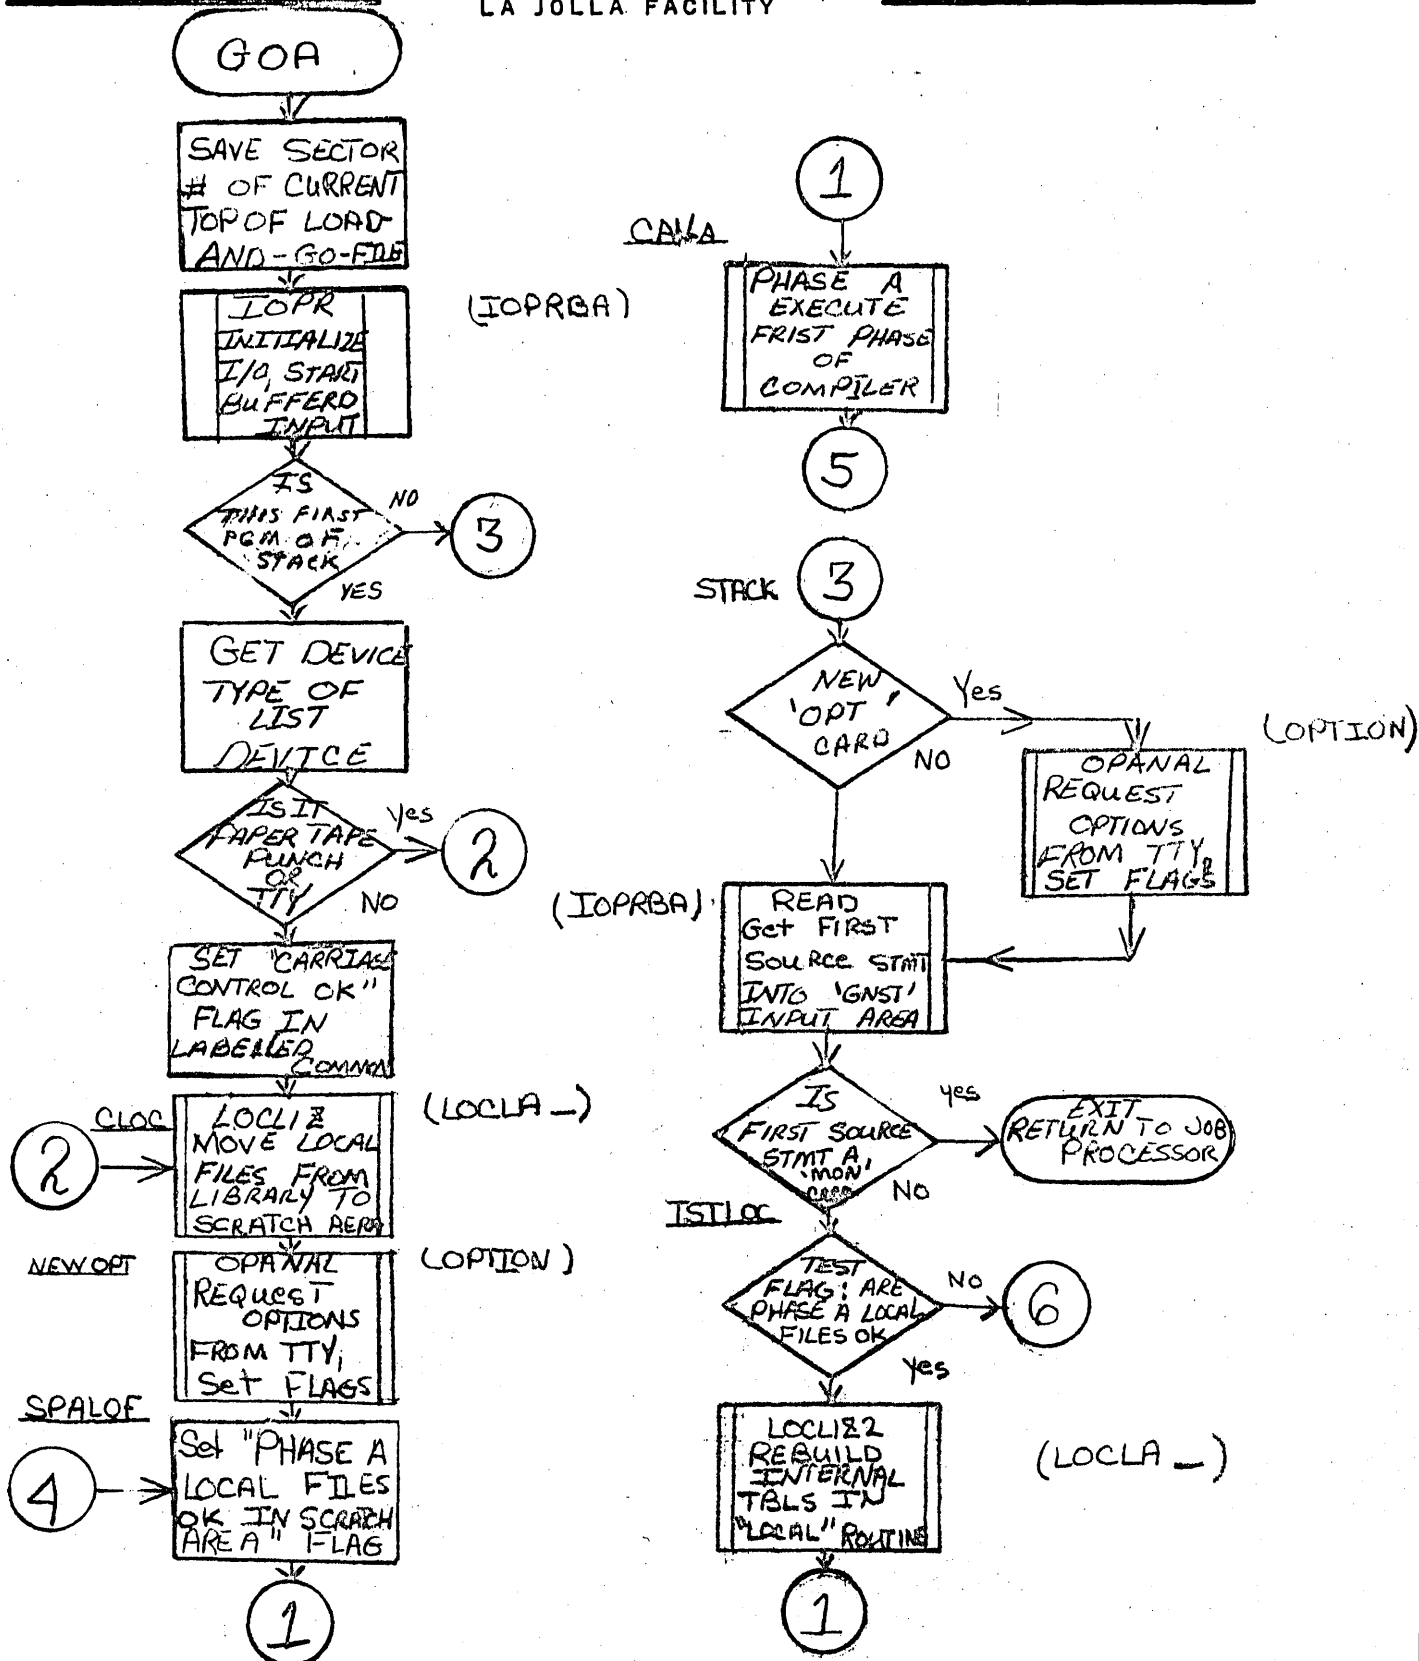 LA JOLLA FACILITY
GOA
SAVE SECTOR
# OF CURRENT
TOP OF LOAD-
AND-GO-FILE
IOPR
INITIALIZE
I/O, START
BUFFERD
INPUT
(IOPRBA)
IS
THIS FIRST
PGM OF
STACK
NO
3
YES
GET DEVICE
TYPE OF
LIST
DEVICE
IS IT
PAPER TAPE
PUNCH
OR
TTY
Yes
2
NO
SET "CARRIAGE
CONTROL OK"
FLAG IN
LABELLED
COMMON
2
CLOC
LOCLIZ
MOVE LOCAL
FILES FROM
LIBRARY TO
SCRATCH AERA
(LOCLA _)
NEWOPT
OPANAL
REQUEST
OPTIONS
FROM TTY,
Set FLAGS
(OPTION)
SPALOF
4
Set "PHASE A
LOCAL FILES
OK IN SCRATCH
AREA" FLAG
1
1
CALLA
PHASE A
EXECUTE
FRIST PHASE
OF
COMPILER
5
STACK
3
NEW
'OPT'
CARD
Yes
NO
(OPTION)
OPANAL
REQUEST
OPTIONS
FROM TTY,
SET FLAGS
(IOPRBA)
READ
Get FIRST
Source STMT
INTO 'GNST'
INPUT AREA
IS
FIRST SOURCE
STMT A
'MON'
CARD
yes
EXIT
RETURN TO JOB
PROCESSOR
NO
TSTLOC
TEST
FLAG: ARE
PHASE A LOCAL
FILES OK
NO
6
Yes
LOCLIZ2
REBUILD
INTERNAL
TBLS IN
"LOCAL" ROUTINE
(LOCLA _)
1